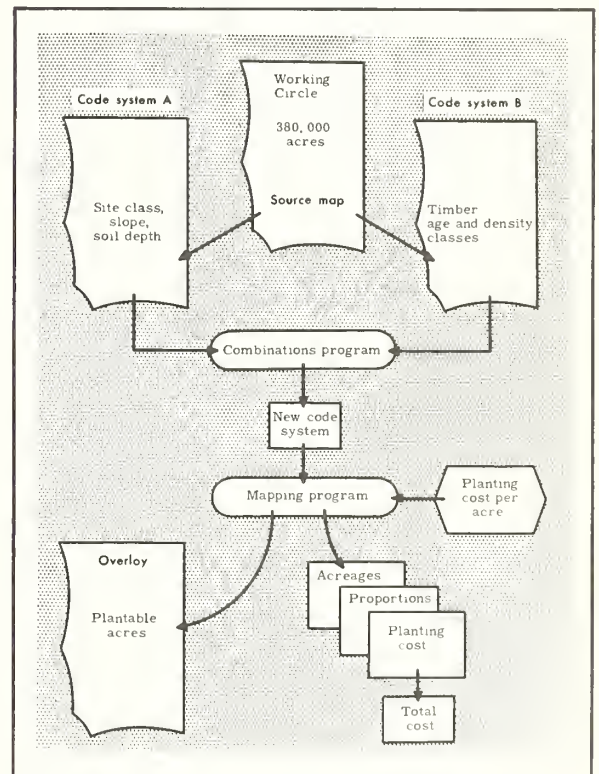 Working
Circle
380,000
acres
Source map
Code system A
Site class,
slope,
soil depth
Code system B
Timber
age and density
classes
Combinations program
New code
system
Mapping program
Planting
cost per
acre
Overlay
Plantable
acres
Acreages
Proportions
Planting
cost
Total
cost